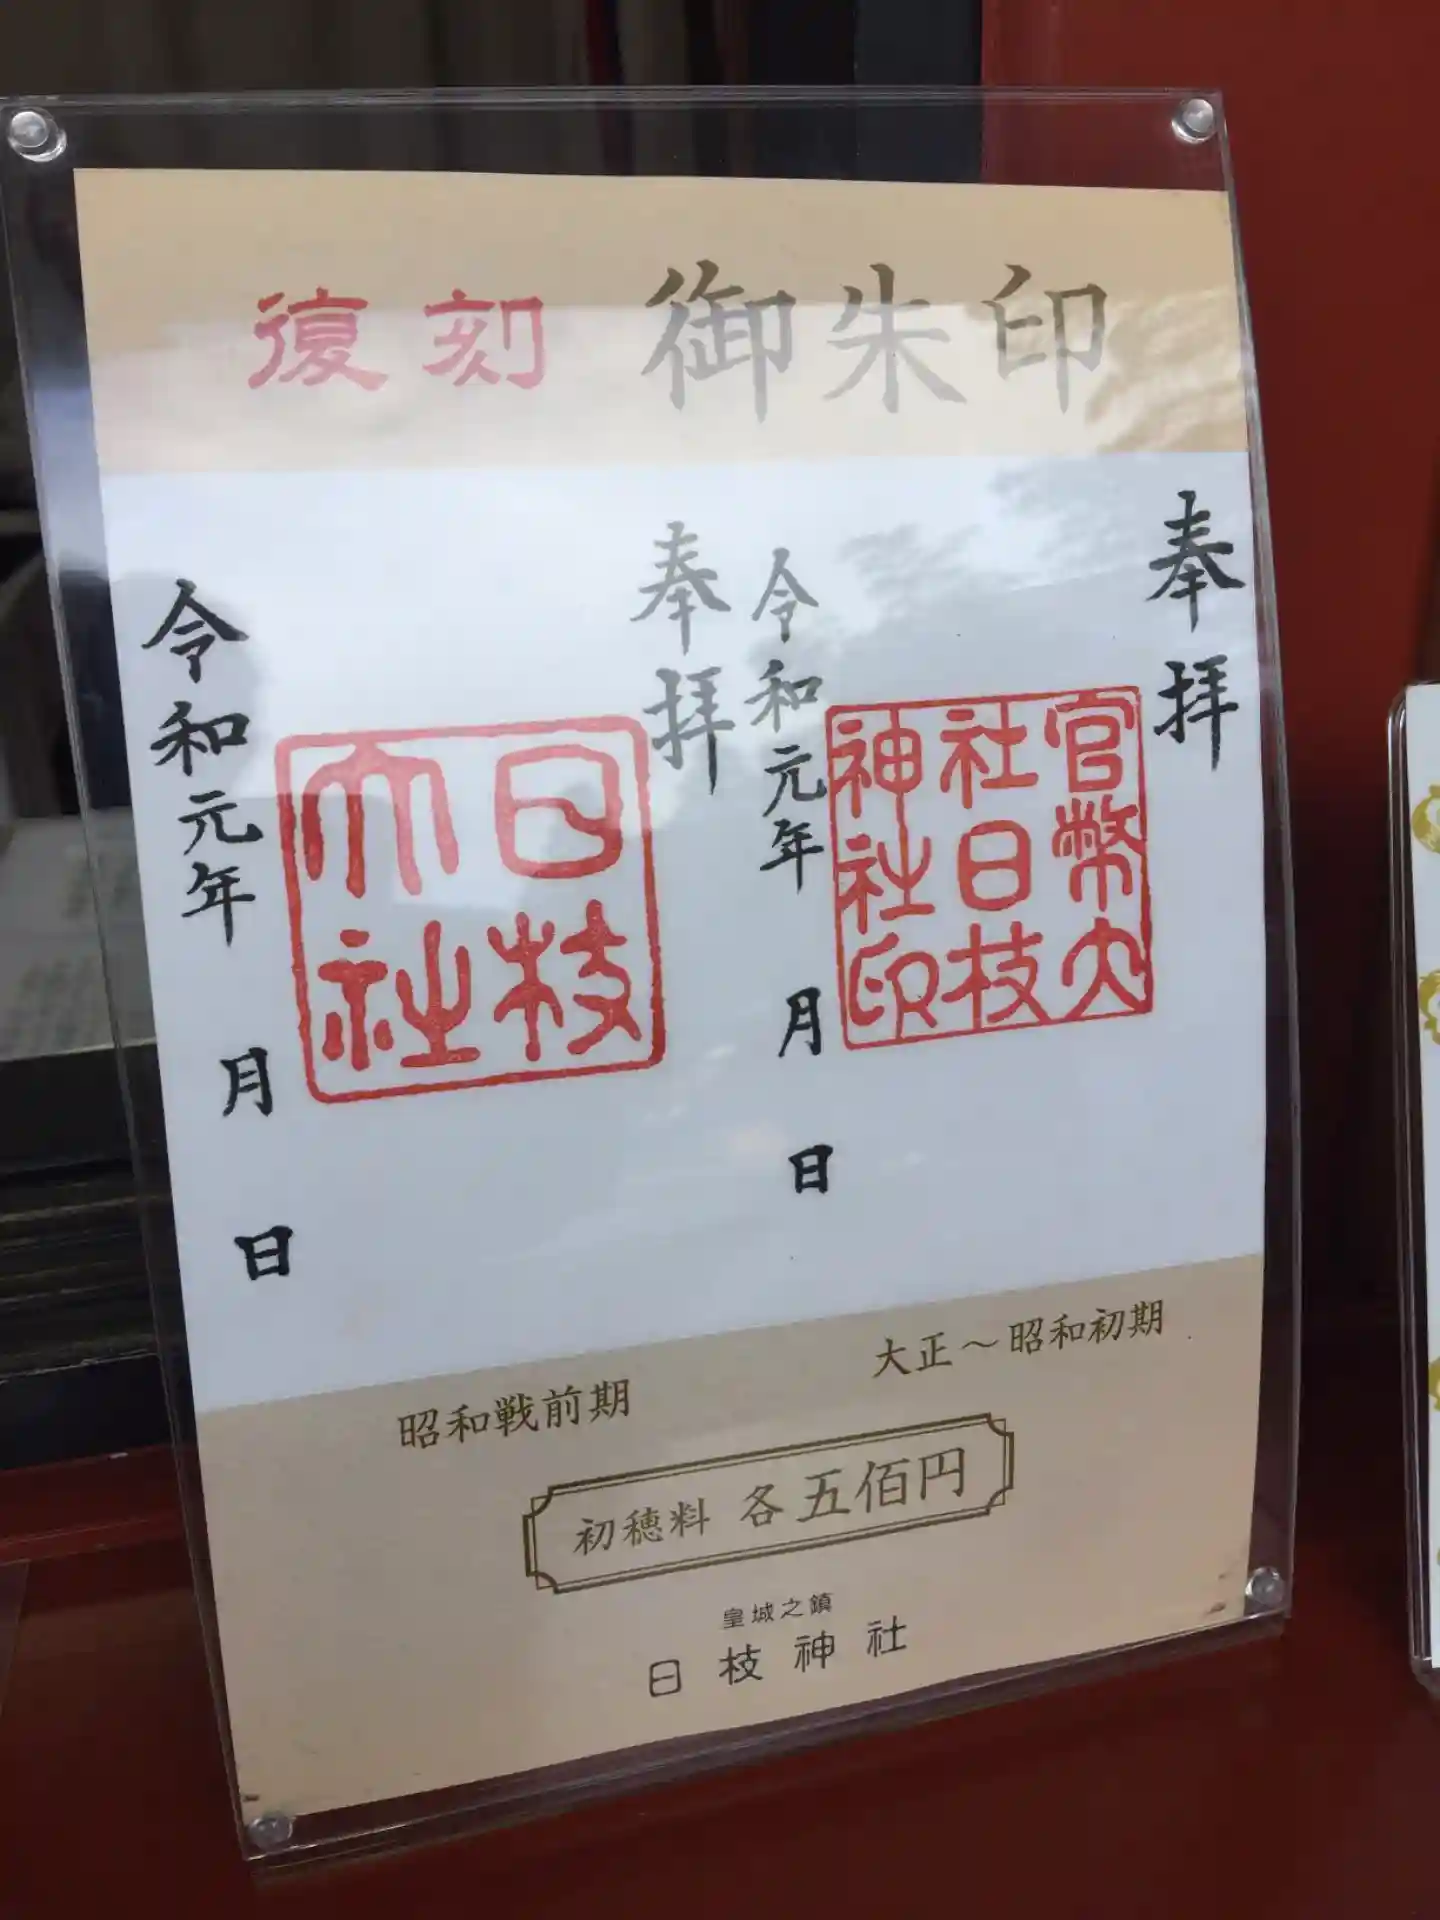 復刻 御朱印
奉拝
官幣大
社日枝
神社印
令和元年 月 日
奉拝
日枝
大社
令和元年 月 日
大正～昭和初期
昭和戦前期
初穂料 各五佰円
皇城之鎮
日枝神社